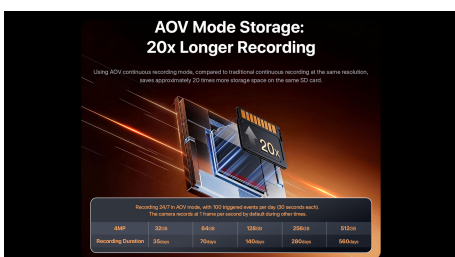 AOV Mode Storage:
20x Longer Recording
Using AOV continuous recording mode, compared to traditional continuous recording at the same resolution,
saves approximately 20 times more storage space on the same SD card.
20x
Recording 24/7 in AOV mode, with 100 triggered events per day (30 seconds each).
The camera records at 1 frame per second by default during other times.
4MP 32GB 64GB 128GB 256GB 512GB
Recording Duration 35days 70days 140days 280days 560days